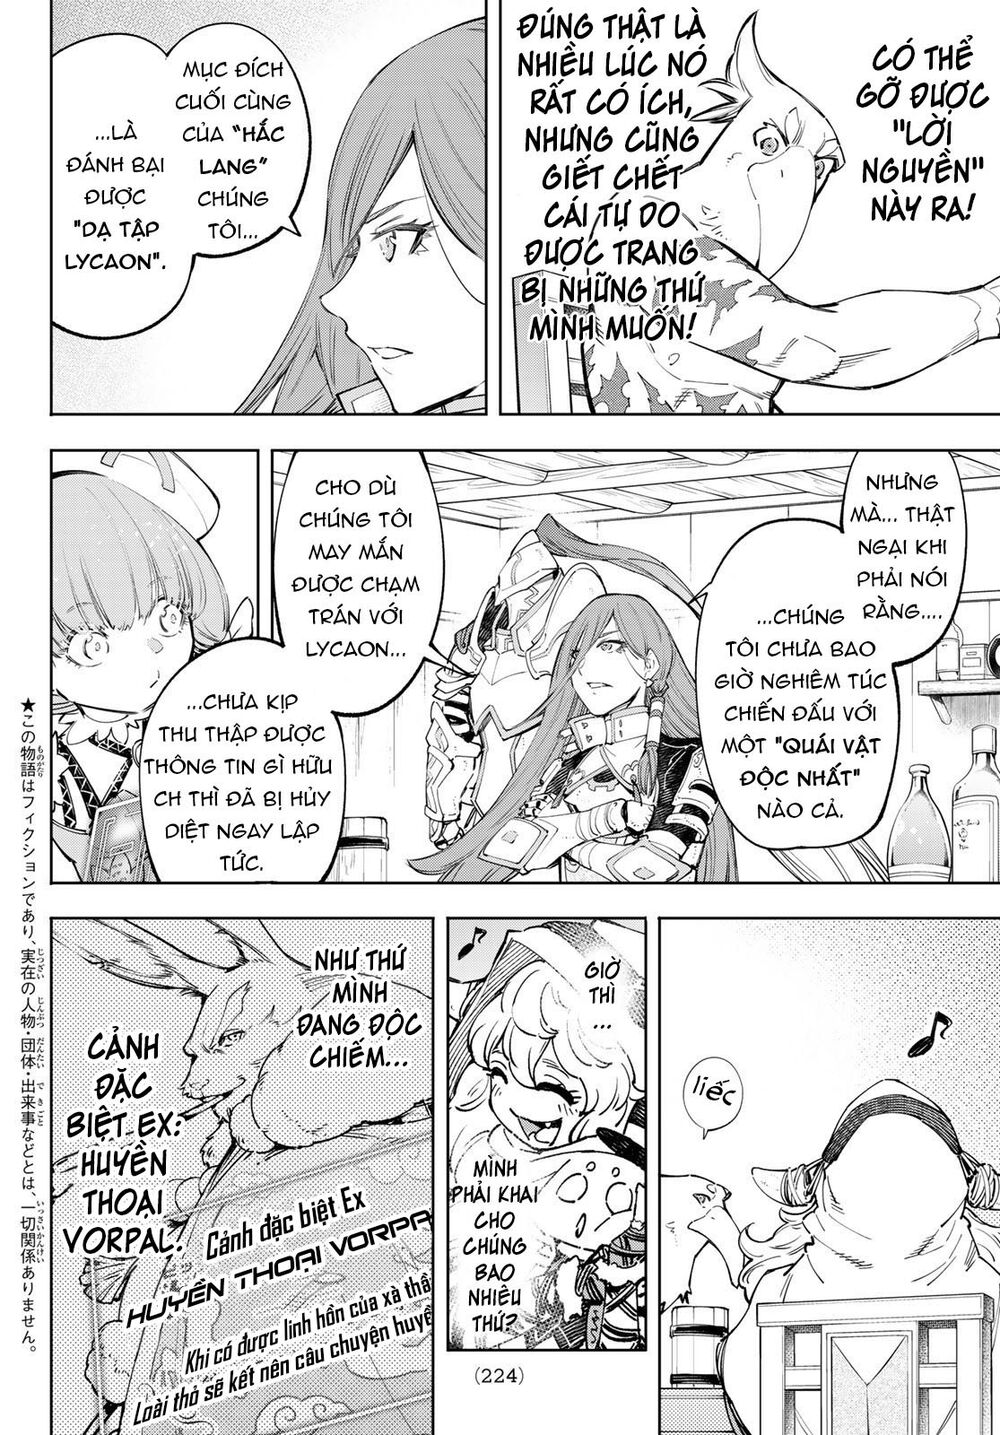 CÓ THỂ
GỠ ĐƯỢC
"LỜI
NGUYỀN"
NÀY RA!
ĐÚNG THẬT LÀ
NHIỀU LÚC NÓ
RẤT CÓ ÍCH,
NHƯNG CŨNG
GIẾT CHẾT
CÁI TỰ DO
ĐƯỢC TRANG
BỊ NHỮNG THỨ
MÌNH MUỐN!
MỤC ĐÍCH
CUỐI CÙNG
CỦA "HẮC
LANG"
CHÚNG
TÔI...
...LÀ
ĐÁNH BẠI
ĐƯỢC
"DẠ TẬP
LYCAON".
NHƯNG
MÀ... THẬT
NGẠI KHI
PHẢI NÓI
RẰNG....
...CHÚNG
TÔI CHƯA BAO
GIỜ NGHIÊM TÚC
CHIẾN ĐẤU VỚI
MỘT "QUÁI VẬT
ĐỘC NHẤT"
NÀO CẢ.
CHO DÙ
CHÚNG TÔI
MAY MẮN
ĐƯỢC CHẠM
TRÁN VỚI
LYCAON...
...CHƯA KỊP
THU THẬP ĐƯỢC
THÔNG TIN GÌ HỮU
CH THÌ ĐÃ BỊ HỦY
DIỆT NGAY LẬP
TỨC.
liếc
GIỜ
THÌ
...
MÌNH
PHẢI KHAI
CHO
CHÚNG
BAO
NHIÊU
THỨ?
NHƯ THỨ
MÌNH
ĐANG ĐỘC
CHIẾM...
CẢNH
ĐẶC
BIỆT EX:
HUYỀN
THOẠI
VORPAL.
Cảnh đặc biệt Ex
HUYỀN THOẠI VORPA
Khi có được linh hồn của xà thầ
Loài thỏ sẽ kết nên câu chuyện huyề
(224)
★この物語はフィクションであり、実在の人物・団体・出来事などとは、一切関係ありません。